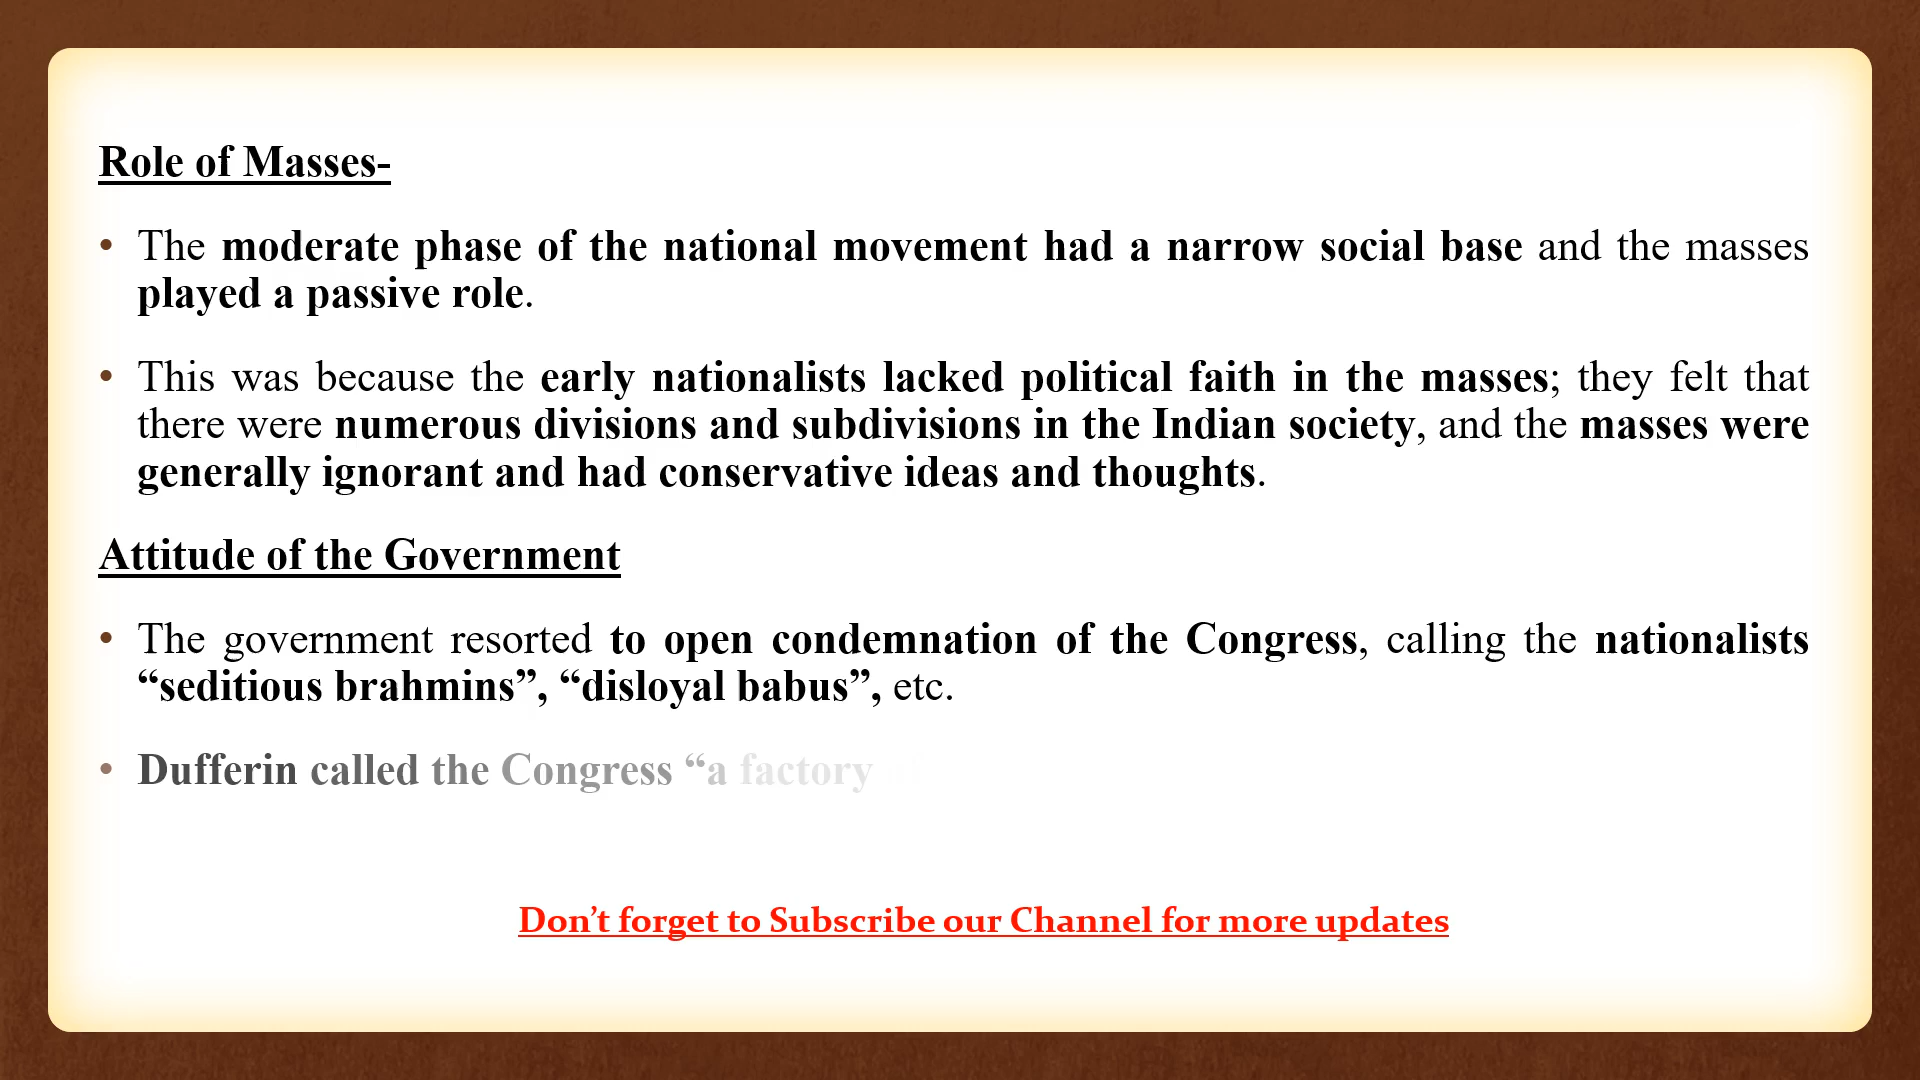 Role of Masses-
• The moderate phase of the national movement had a narrow social base and the masses
played a passive role.
• This was because the early nationalists lacked political faith in the masses; they felt that
there were numerous divisions and subdivisions in the Indian society, and the masses were
generally ignorant and had conservative ideas and thoughts.
Attitude of the Government
• The government resorted to open condemnation of the Congress, calling the nationalists
“seditious brahmins”, “disloyal babus”, etc.
• Dufferin called the Congress “a factory
Don’t forget to Subscribe our Channel for more updates